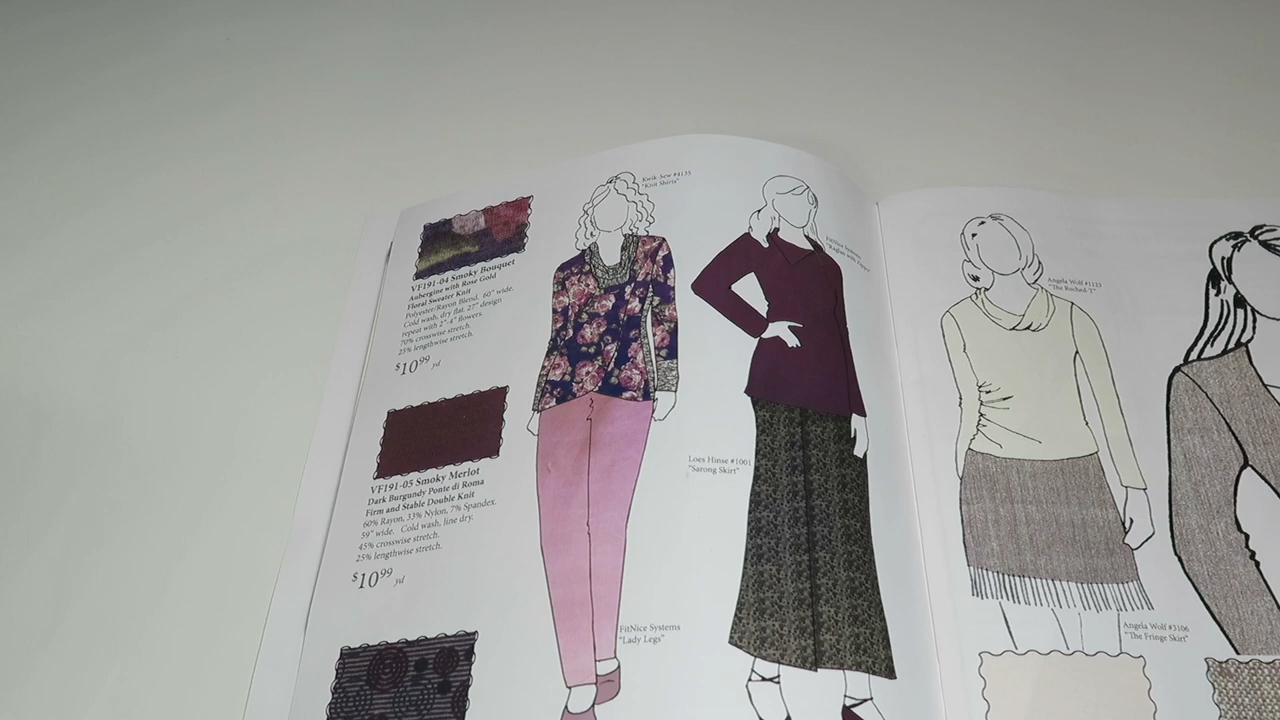 VF191-04 Smoky Bouquet
Aubergine with Rose Gold
Floral Sweater Knit
Polyester/Rayon Blend. 60" wide.
Cold wash, dry flat. 27" design
repeat with 2"-4" flowers.
70% crosswise stretch.
25% lengthwise stretch.
$10.99 yd
VF191-05 Smoky Merlot
Dark Burgundy Ponte di Roma
Firm and Stable Double Knit
60% Rayon, 33% Nylon, 7% Spandex.
59" wide. Cold wash, line dry.
45% crosswise stretch.
25% lengthwise stretch.
$10.99 yd
Kwik-Sew #4135
"Knit Shirts"
FitNice Systems
"Raglan with
Loes Hinse #1001
"Sarong Skirt"
FitNice Systems
"Lady Legs"
Angela Wolf #1123
"The Ruched-T"
Angela Wolf #3106
"The Fringe Skirt"